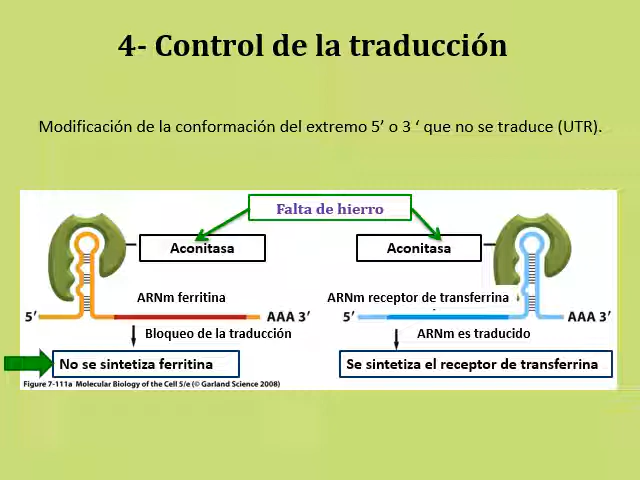 4- Control de la traducción
Modificación de la conformación del extremo 5’ o 3 ‘ que no se traduce (UTR).
Falta de hierro
Aconitasa
Aconitasa
ARNm ferritina
ARNm receptor de transferrina
5’ AAA 3’
5’ AAA 3’
Bloqueo de la traducción
ARNm es traducido
No se sintetiza ferritina
Se sintetiza el receptor de transferrina
Figure 7-111a Molecular Biology of the Cell 5/e (© Garland Science 2008)